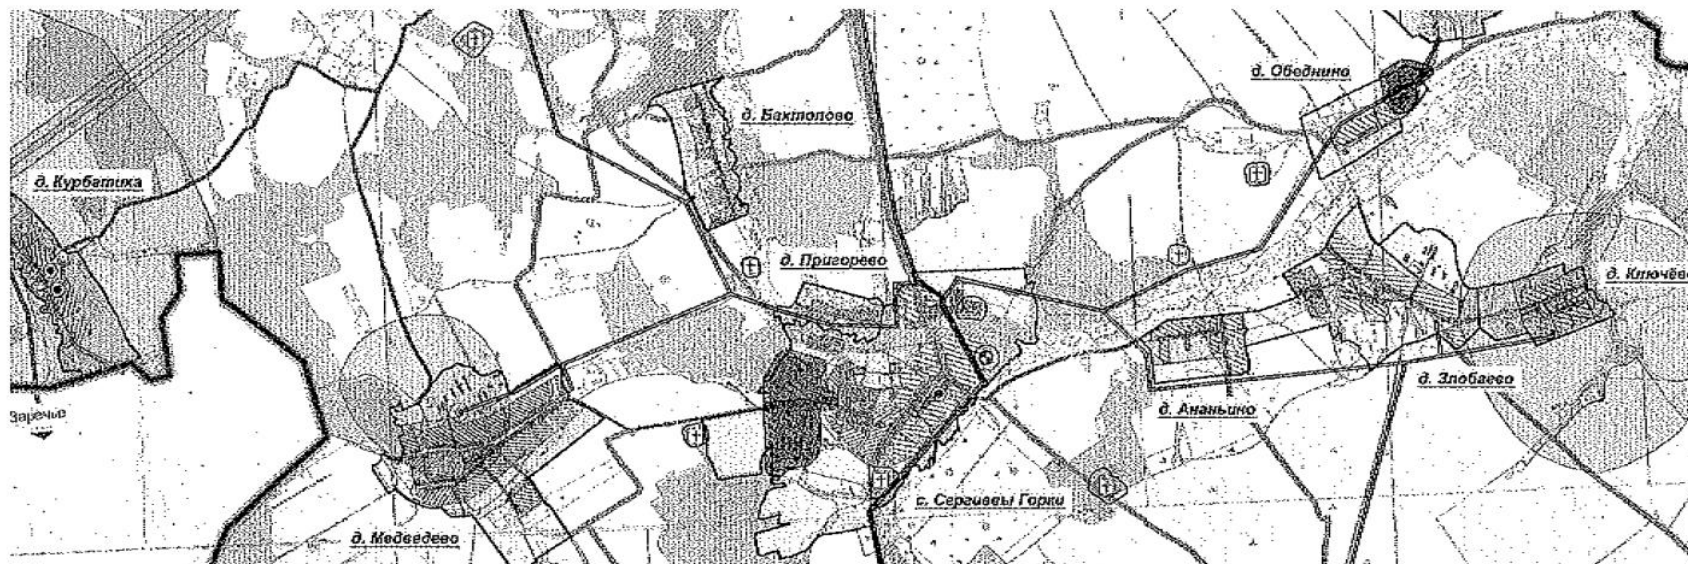 д. Обеднино
д. Бахтолово
д. Курбатиха
д. Пригорево
д. Ключёво
д. Злобаево
Заречье
д. Ананьино
с. Сергиевы Горки
д. Медведево